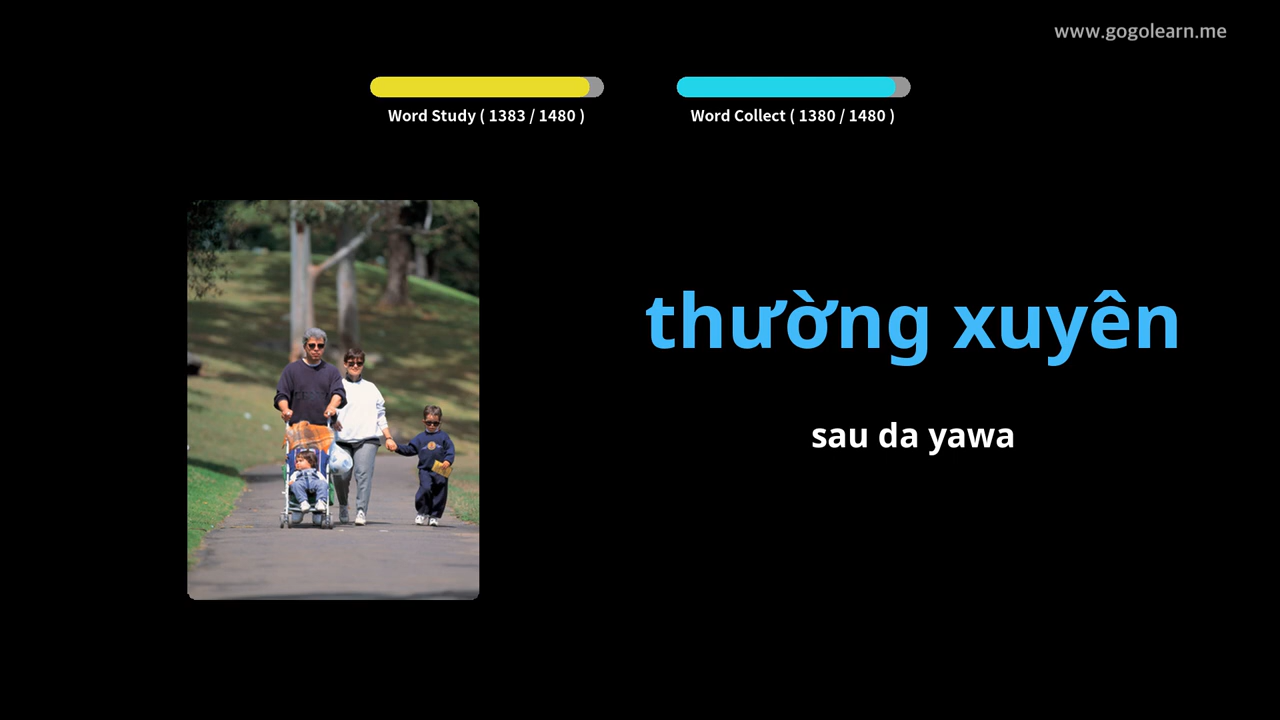 www.gogolearn.me
Word Study ( 1383 / 1480 )
Word Collect ( 1380 / 1480 )
thường xuyên
sau da yawa